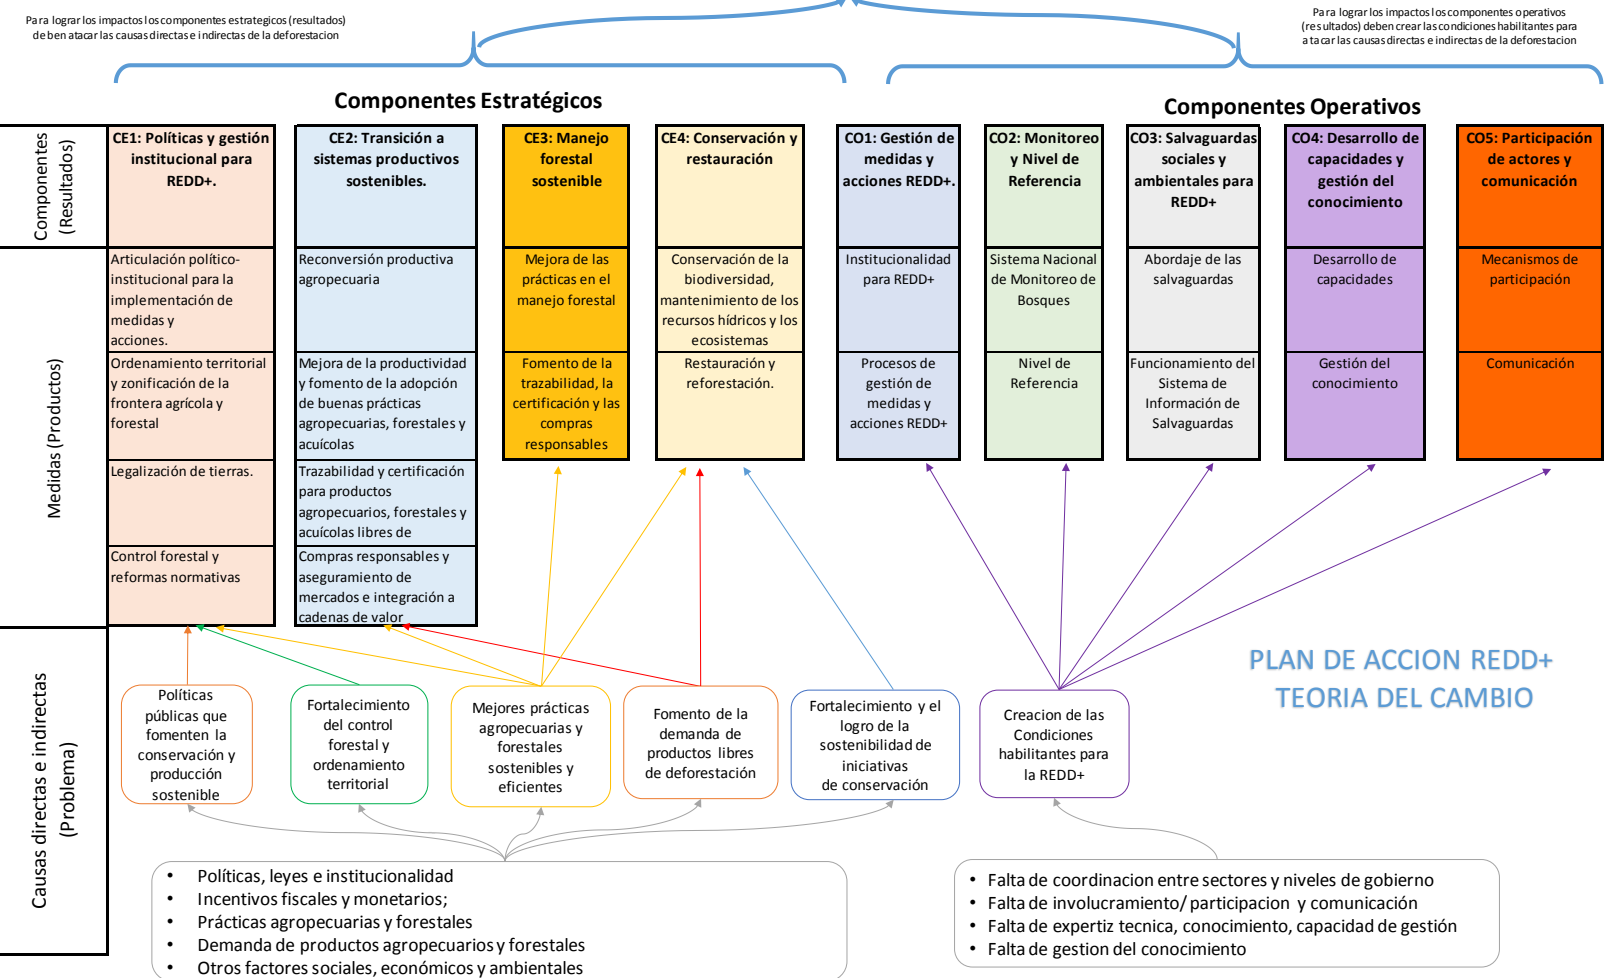 Para lograr los impactos los componentes estrategicos (resultados)
deben atacar las causas directas e indirectas de la deforestacion
Para lograr los impactos los componentes operativos
(resultados) deben crear las condiciones habilitantes para
atacar las causas directas e indirectas de la deforestacion
Componentes Estratégicos
Componentes Operativos
Componentes
(Resultados)
CE1: Políticas y gestión
institucional para
REDD+.
CE2: Transición a
sistemas productivos
sostenibles.
CE3: Manejo
forestal
sostenible
CE4: Conservación y
restauración
CO1: Gestión de
medidas y
acciones REDD+.
CO2: Monitoreo
y Nivel de
Referencia
CO3: Salvaguardas
sociales y
ambientales para
REDD+
CO4: Desarrollo de
capacidades y
gestión del
conocimiento
CO5: Participación
de actores y
comunicación
Medidas (Productos)
Articulación político-
institucional para la
implementación de
medidas y
acciones.
Reconversión productiva
agropecuaria
Mejora de las
prácticas en el
manejo forestal
Conservación de la
biodiversidad,
mantenimiento de los
recursos hídricos y los
ecosistemas
Institucionalidad
para REDD+
Sistema Nacional
de Monitoreo de
Bosques
Abordaje de las
salvaguardas
Desarrollo de
capacidades
Mecanismos de
participación
Ordenamiento territorial
y zonificación de la
frontera agrícola y
forestal
Mejora de la productividad
y fomento de la adopción
de buenas prácticas
agropecuarias, forestales y
acuícolas
Fomento de la
trazabilidad, la
certificación y las
compras
responsables
Restauración y
reforestación.
Procesos de
gestión de
medidas y
acciones REDD+
Nivel de
Referencia
Funcionamiento del
Sistema de
Información de
Salvaguardas
Gestión del
conocimiento
Comunicación
Legalización de tierras.
Trazabilidad y certificación
para productos
agropecuarios, forestales y
acuícolas libres de
Control forestal y
reformas normativas
Compras responsables y
aseguramiento de
mercados e integración a
cadenas de valor
Causas directas e indirectas
(Problema)
Políticas
públicas que
fomenten la
conservación y
producción
sostenible
Fortalecimiento
del control
forestal y
ordenamiento
territorial
Mejores prácticas
agropecuarias y
forestales
sostenibles y
eficientes
Fomento de la
demanda de
productos libres
de deforestación
Fortalecimiento y el
logro de la
sostenibilidad de
iniciativas
de conservación
Creacion de las
Condiciones
habilitantes para
la REDD+
PLAN DE ACCION REDD+
TEORIA DEL CAMBIO
• Políticas, leyes e institucionalidad
• Incentivos fiscales y monetarios;
• Prácticas agropecuarias y forestales
• Demanda de productos agropecuarios y forestales
• Otros factores sociales, económicos y ambientales
• Falta de coordinacion entre sectores y niveles de gobierno
• Falta de involucramiento/ participacion y comunicación
• Falta de expertiz tecnica, conocimiento, capacidad de gestión
• Falta de gestion del conocimiento